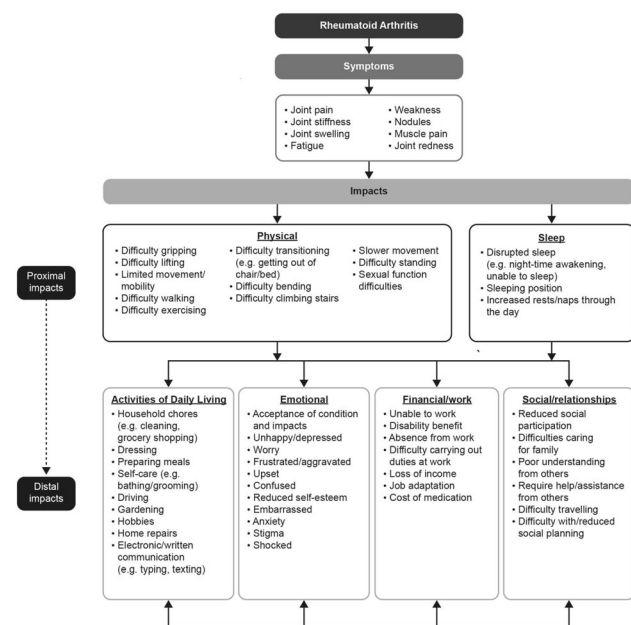 Rheumatoid Arthritis
Symptoms
• Joint pain
• Joint stiffness
• Joint swelling
• Fatigue
• Weakness
• Nodules
• Muscle pain
• Joint redness
Impacts
Proximal
impacts
Distal
impacts
Physical
• Difficulty gripping
• Difficulty lifting
• Limited movement/
mobility
• Difficulty walking
• Difficulty exercising
• Difficulty transitioning
(e.g. getting out of
chair/bed)
• Difficulty bending
• Difficulty climbing stairs
• Slower movement
• Difficulty standing
• Sexual function
difficulties
Sleep
• Disrupted sleep
(e.g. night-time awakening,
unable to sleep)
• Sleeping position
• Increased rests/naps through
the day
Activities of Daily Living
• Household chores
(e.g. cleaning,
grocery shopping)
• Dressing
• Preparing meals
• Self-care (e.g.
bathing/grooming)
• Driving
• Gardening
• Hobbies
• Home repairs
• Electronic/written
communication
(e.g. typing, texting)
Emotional
• Acceptance of condition
and impacts
• Unhappy/depressed
• Worry
• Frustrated/aggravated
• Upset
• Confused
• Reduced self-esteem
• Embarrassed
• Anxiety
• Stigma
• Shocked
Financial/work
• Unable to work
• Disability benefit
• Absence from work
• Difficulty carrying out
duties at work
• Loss of income
• Job adaptation
• Cost of medication
Social/relationships
• Reduced social
participation
• Difficulties caring
for family
• Poor understanding
from others
• Require help/assistance
from others
• Difficulty travelling
• Difficulty with/reduced
social planning